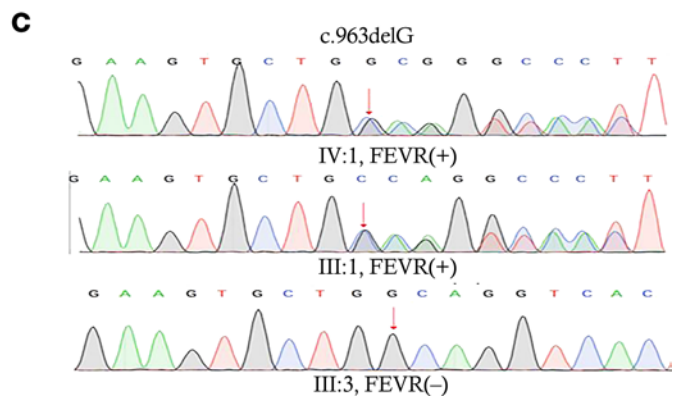 C
c.963delG
G A A G T G C T G G C G G G C C C T T
IV:1, FEVR(+)
G A A G T G C T G C C A G G C C C T T
III:1, FEVR(+)
G A A G T G C T G G C A G G T C A C
III:3, FEVR(−)